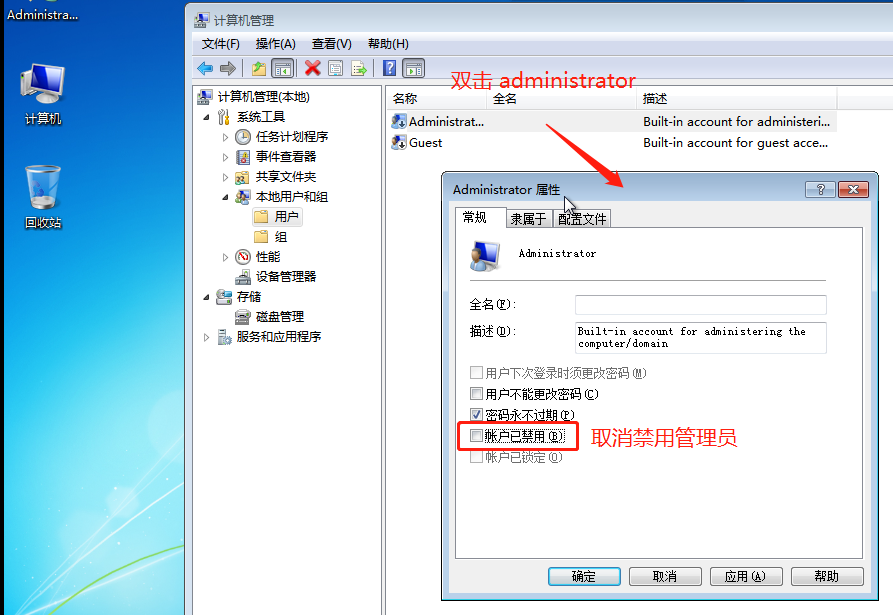 Administra...
计算机
回收站
计算机管理
文件(F) 操作(A) 查看(V) 帮助(H)
计算机管理(本地)
系统工具
任务计划程序
事件查看器
共享文件夹
本地用户和组
用户
组
性能
设备管理器
存储
磁盘管理
服务和应用程序
双击 administrator
名称 全名 描述
Administrat... Built-in account for administeri...
Guest Built-in account for guest acce...
Administrator 属性
常规 隶属于 配置文件
Administrator
全名(F):
描述(D): Built-in account for administering the
computer/domain
用户下次登录时须更改密码(M)
用户不能更改密码(C)
密码永不过期(P)
帐户已禁用(B) 取消禁用管理员
帐户已锁定(O)
确定 取消 应用(A) 帮助